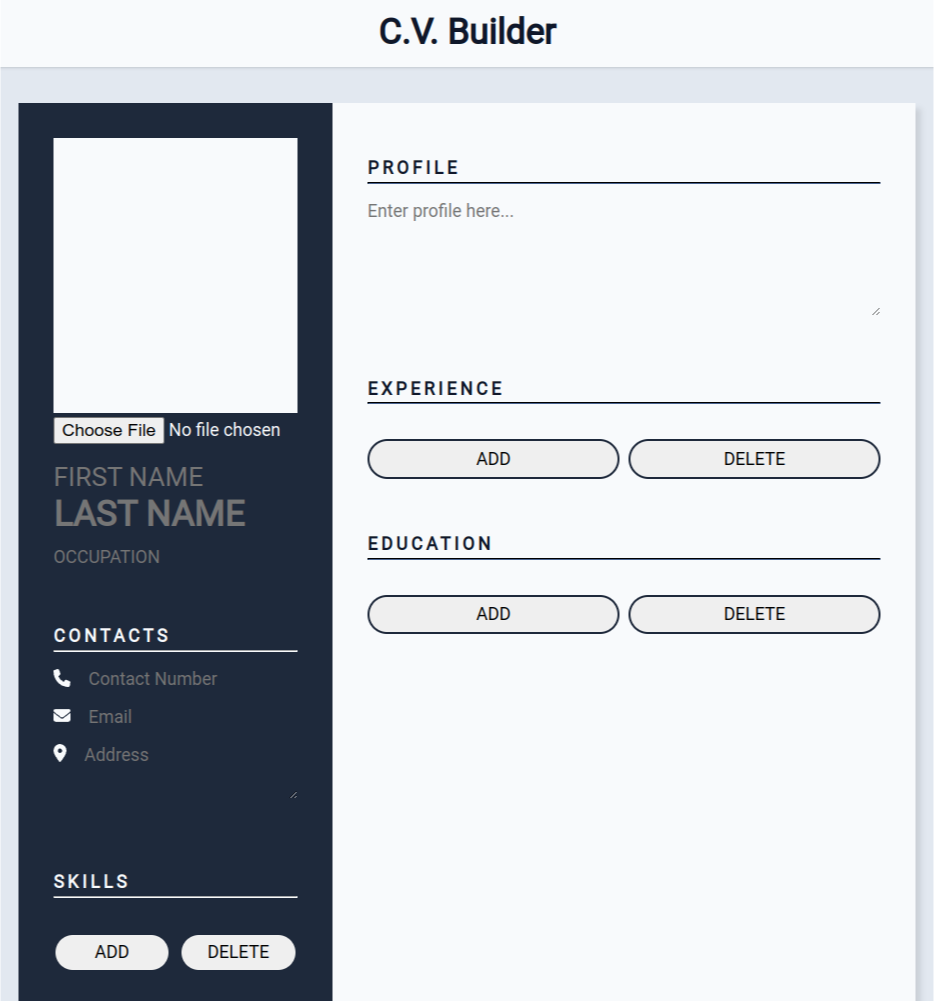 C.V. Builder
Choose File No file chosen
FIRST NAME
LAST NAME
OCCUPATION
CONTACTS
Contact Number
Email
Address
SKILLS
ADD DELETE
PROFILE
Enter profile here...
EXPERIENCE
ADD DELETE
EDUCATION
ADD DELETE